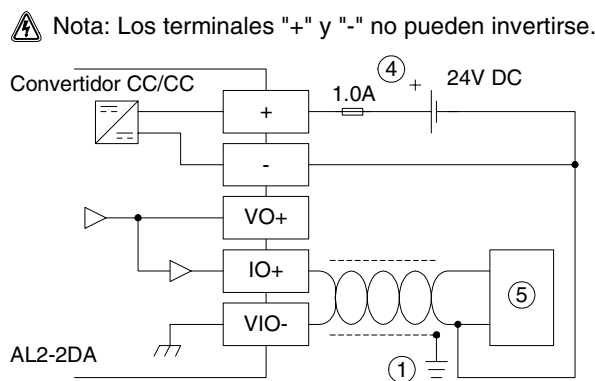 Nota: Los terminales "+" y "-" no pueden invertirse.
Convertidor CC/CC
④
+
24V DC
1.0A
+
-
VO+
IO+
⑤
VIO-
AL2-2DA
①